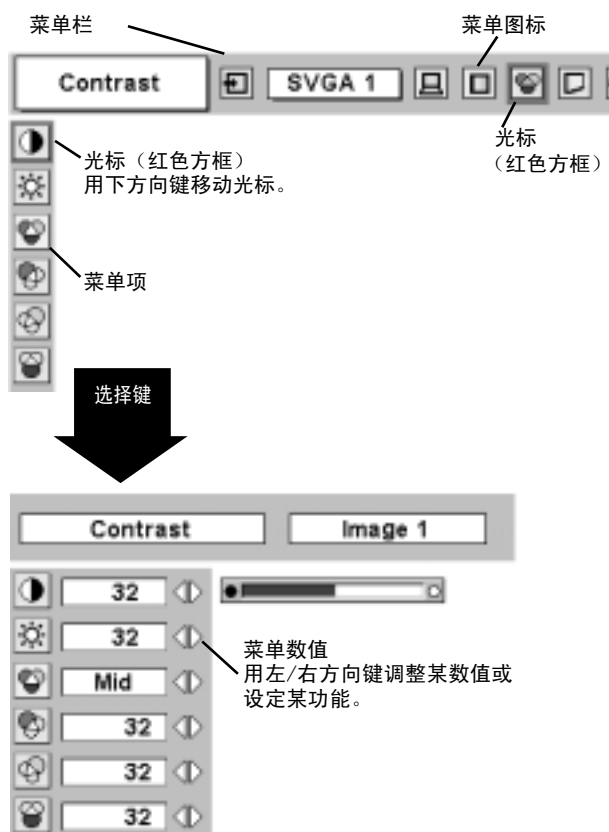 菜单栏
菜单图标
Contrast
SVGA 1
光标
（红色方框）
光标（红色方框）
用下方向键移动光标。
菜单项
选择键
Contrast
Image 1
32
32
菜单数值
用左/右方向键调整某数值或
设定某功能。
Mid
32
32
32